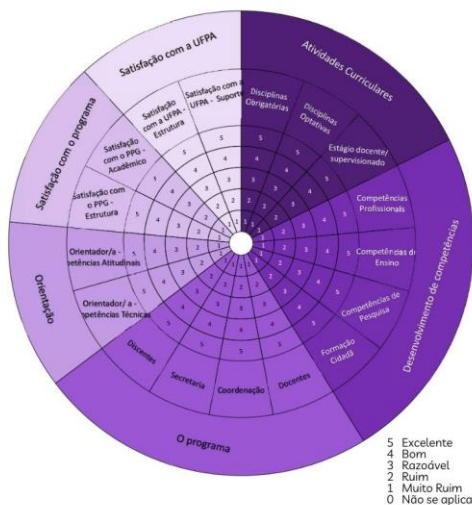 Satisfação com a UFPA
Atividades Curriculares
Desenvolvimento de competências
O programa
Orientação
Satisfação com o programa
Satisfação
com a UFPA -
Estrutura
Satisfação com a
UFPA - Suporte
Disciplinas
Obrigatórias
Disciplinas
Optativas
Estágio docente/
supervisionado
Competências
Profissionais
Competências de
Ensino
Competências de
Pesquisa
Formação
Cidadã
Docentes
Coordenação
Secretaria
Discentes
Orientador/ a -
petências Técnicas
Orientador/a -
petências Atitudinais
Satisfação com
o PPG -
Estrutura
Satisfação com
o PPG -
Acadêmico
5 Excelente
4 Bom
3 Razoável
2 Ruim
1 Muito Ruim
0 Não se aplica